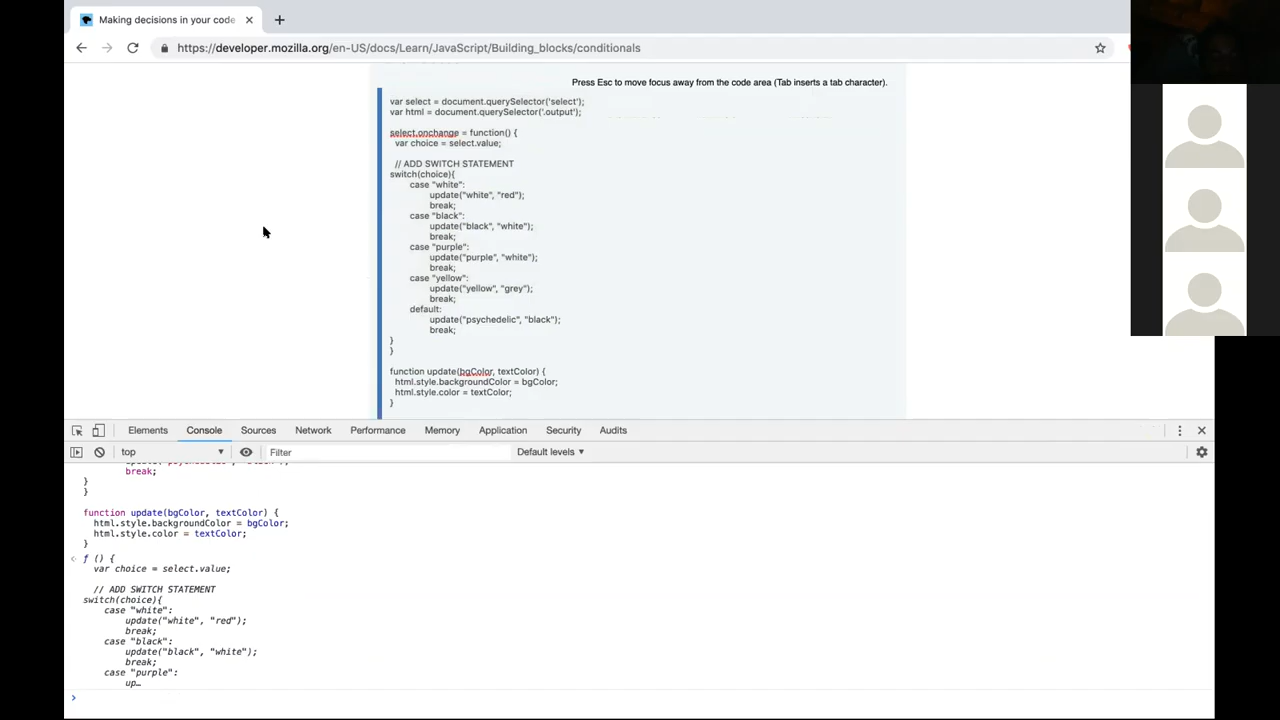 Making decisions in your code
https://developer.mozilla.org/en-US/docs/Learn/JavaScript/Building_blocks/conditionals
Press Esc to move focus away from the code area (Tab inserts a tab character).
var select = document.querySelector('select');
var html = document.querySelector('.output');
select.onchange = function() {
var choice = select.value;
// ADD SWITCH STATEMENT
switch(choice){
case "white":
update("white", "red");
break;
case "black":
update("black", "white");
break;
case "purple":
update("purple", "white");
break;
case "yellow":
update("yellow", "grey");
break;
default:
update("psychedelic", "black");
break;
}
}
function update(bgColor, textColor) {
html.style.backgroundColor = bgColor;
html.style.color = textColor;
}
Elements Console Sources Network Performance Memory Application Security Audits
top Filter Default levels
break;
}
}
function update(bgColor, textColor) {
html.style.backgroundColor = bgColor;
html.style.color = textColor;
}
ƒ () {
var choice = select.value;
// ADD SWITCH STATEMENT
switch(choice){
case "white":
update("white", "red");
break;
case "black":
update("black", "white");
break;
case "purple":
up…